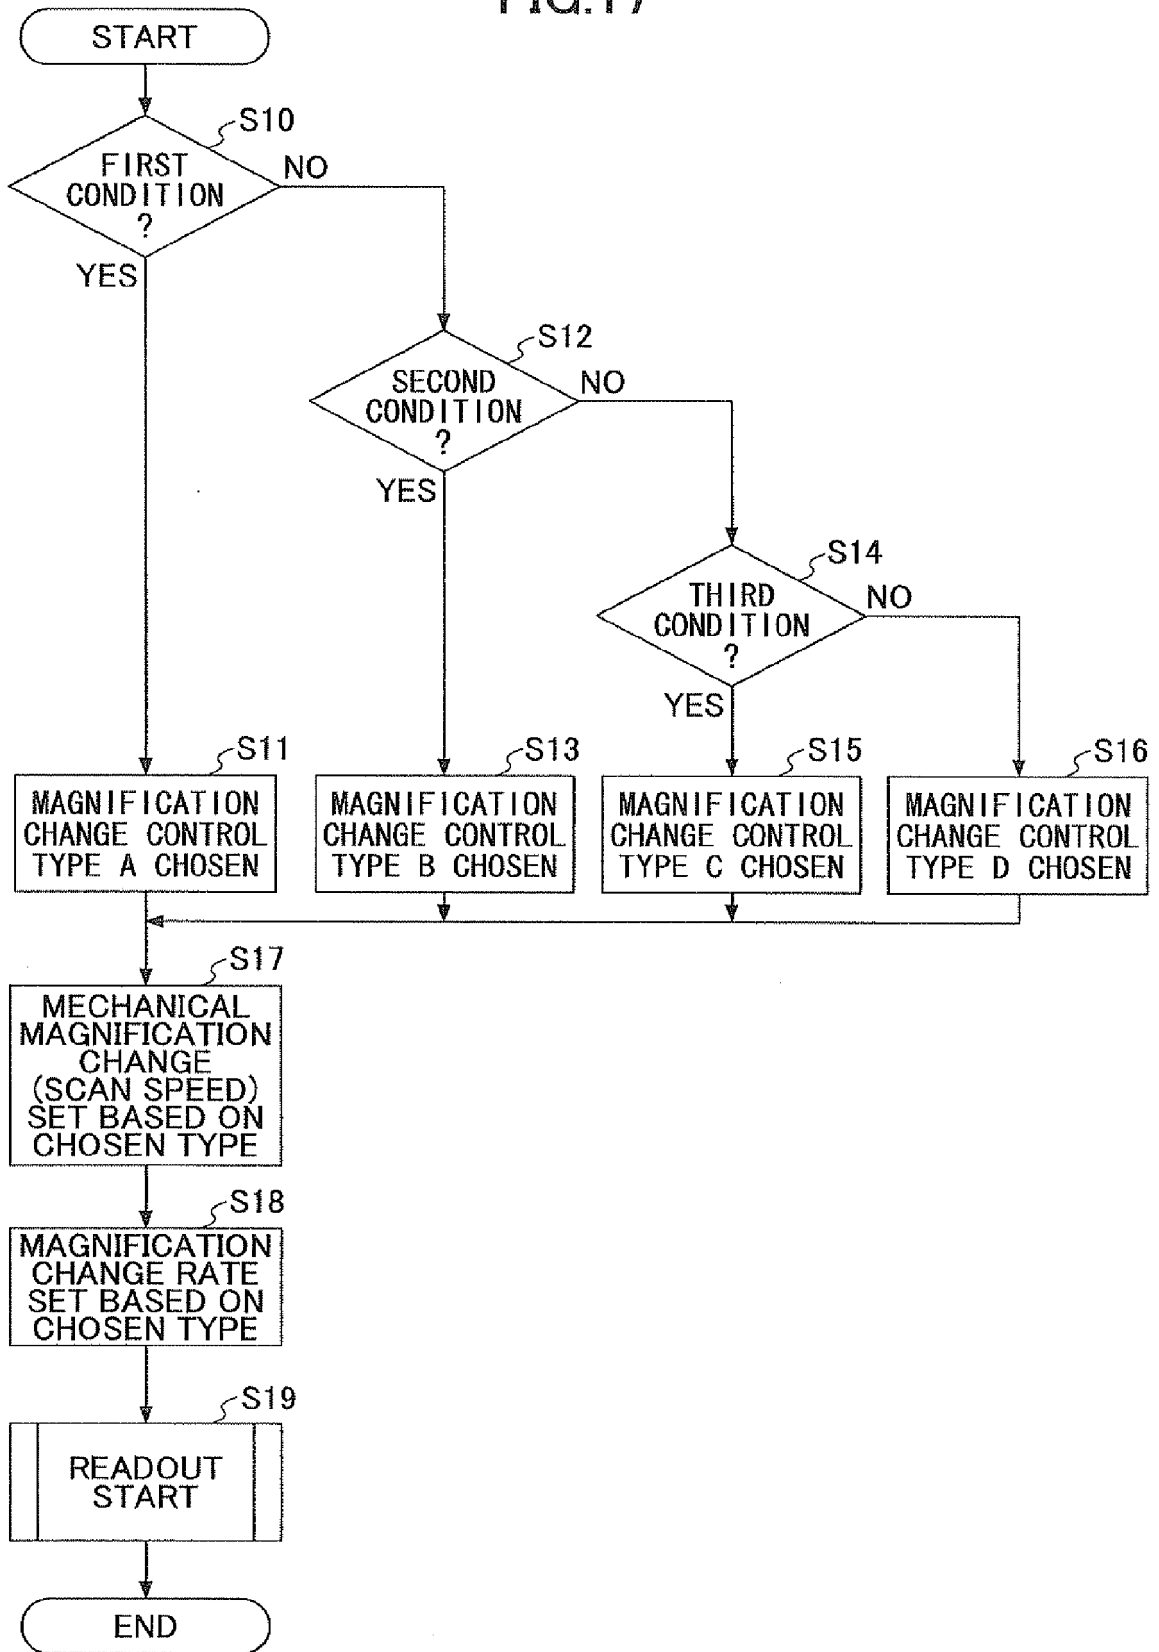 FIG.17
START
S10
FIRST
CONDITION
?
NO
YES
S12
SECOND
CONDITION
?
NO
YES
S14
THIRD
CONDITION
?
NO
YES
S11
MAGNIFICATION
CHANGE CONTROL
TYPE A CHOSEN
S13
MAGNIFICATION
CHANGE CONTROL
TYPE B CHOSEN
S15
MAGNIFICATION
CHANGE CONTROL
TYPE C CHOSEN
S16
MAGNIFICATION
CHANGE CONTROL
TYPE D CHOSEN
S17
MECHANICAL
MAGNIFICATION
CHANGE
(SCAN SPEED)
SET BASED ON
CHOSEN TYPE
S18
MAGNIFICATION
CHANGE RATE
SET BASED ON
CHOSEN TYPE
S19
READOUT
START
END